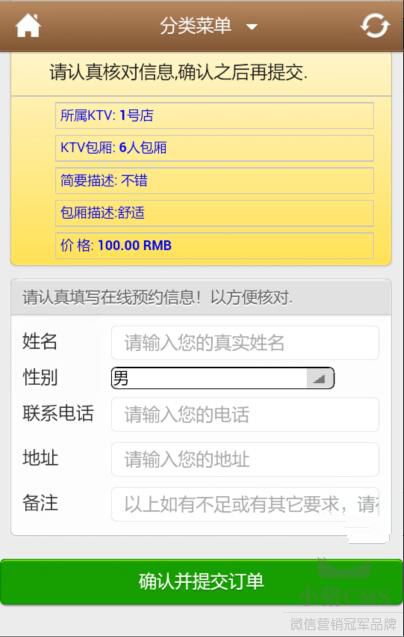 分类菜单
请认真核对信息,确认之后再提交.
所属KTV: 1号店
KTV包厢: 6人包厢
简要描述: 不错
包厢描述:舒适
价 格: 100.00 RMB
请认真填写在线预约信息！以方便核对.
姓名 请输入您的真实姓名
性别 男
联系电话 请输入您的电话
地址 请输入您的地址
备注 以上如有不足或有其它要求，请在
确认并提交订单
小猪CMS
微信营销冠军品牌